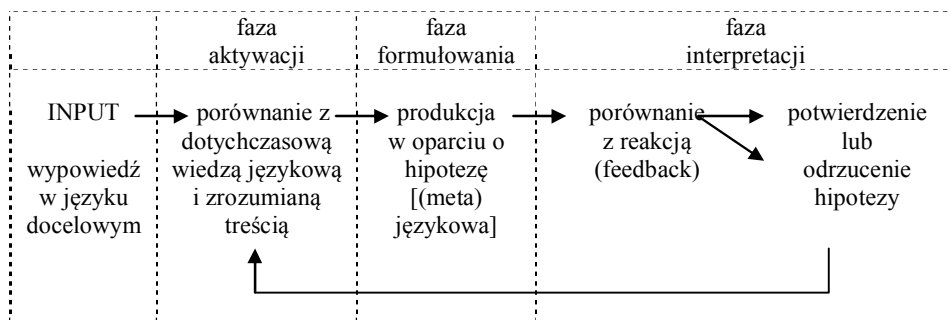 faza
aktywacji
faza
formułowania
faza
interpretacji
INPUT
wypowiedź
w języku
docelowym
porównanie z
dotychczasową
wiedzą językową
i zrozumianą
treścią
produkcja
w oparciu o
hipotezę
[(meta)
językowa]
porównanie
z reakcją
(feedback)
potwierdzenie
lub
odrzucenie
hipotezy